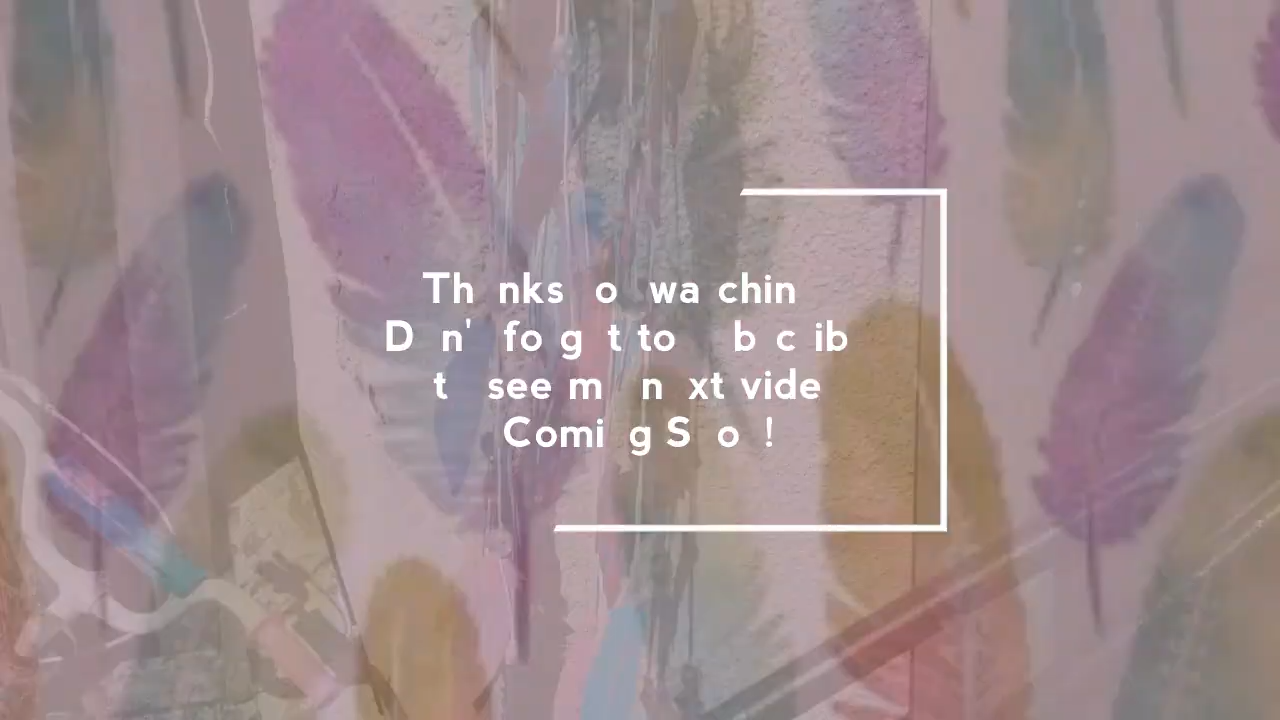 Th nks o wa chin
D n' fo g t to b c ib
t see m n xt vide
Comi g S o !